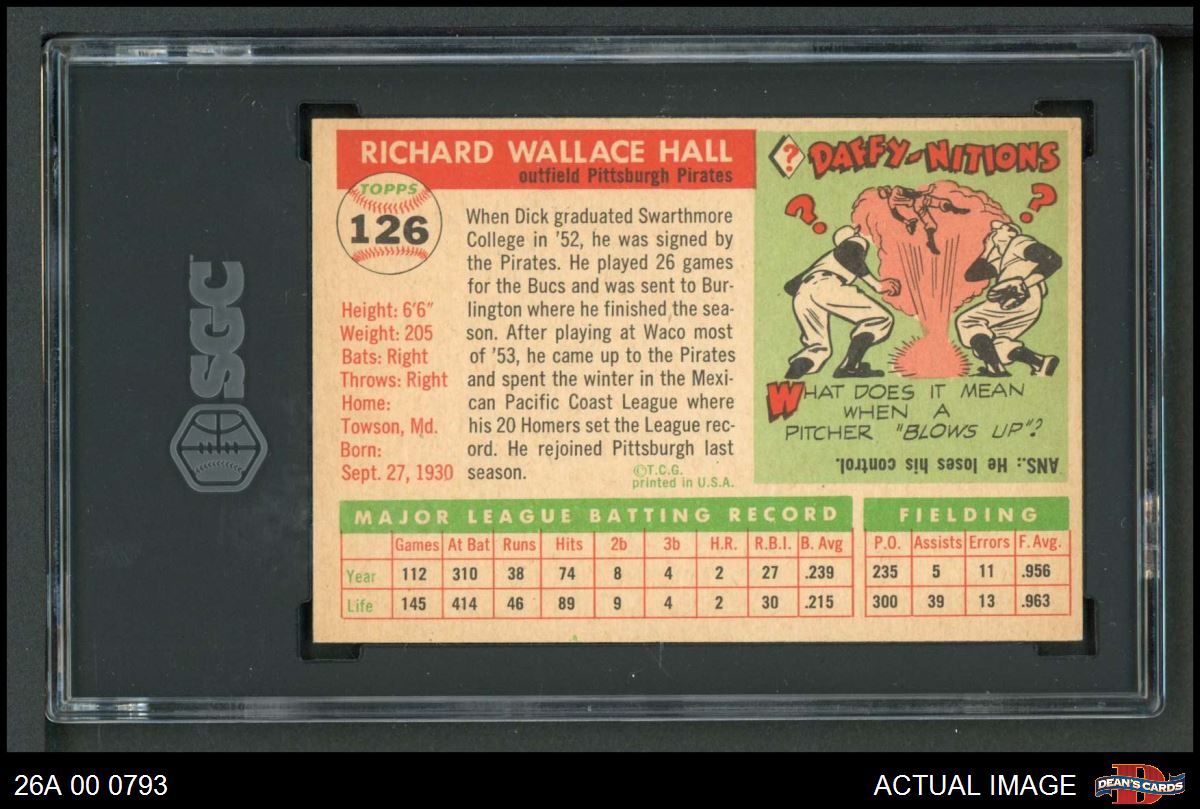 SGC
RICHARD WALLACE HALL
outfield Pittsburgh Pirates
TOPPS
126
Height: 6'6"
Weight: 205
Bats: Right
Throws: Right
Home:
Towson, Md.
Born:
Sept. 27, 1930
When Dick graduated Swarthmore
College in '52, he was signed by
the Pirates. He played 26 games
for the Bucs and was sent to Bur-
lington where he finished the sea-
son. After playing at Waco most
of '53, he came up to the Pirates
and spent the winter in the Mexi-
can Pacific Coast League where
his 20 Homers set the League rec-
ord. He rejoined Pittsburgh last
season.
©T.C.G.
printed in U.S.A.
? DAFFY-NITIONS
? ?
WHAT DOES IT MEAN
WHEN A
PITCHER "BLOWS UP"?
ANS.: He loses his control.
MAJOR LEAGUE BATTING RECORD
Games At Bat Runs Hits 2b 3b H.R. R.B.I. B. Avg
Year 112 310 38 74 8 4 2 27 .239
Life 145 414 46 89 9 4 2 30 .215
FIELDING
P.O. Assists Errors F. Avg.
235 5 11 .956
300 39 13 .963
26A 00 0793
ACTUAL IMAGE
D
DEAN'S CARDS